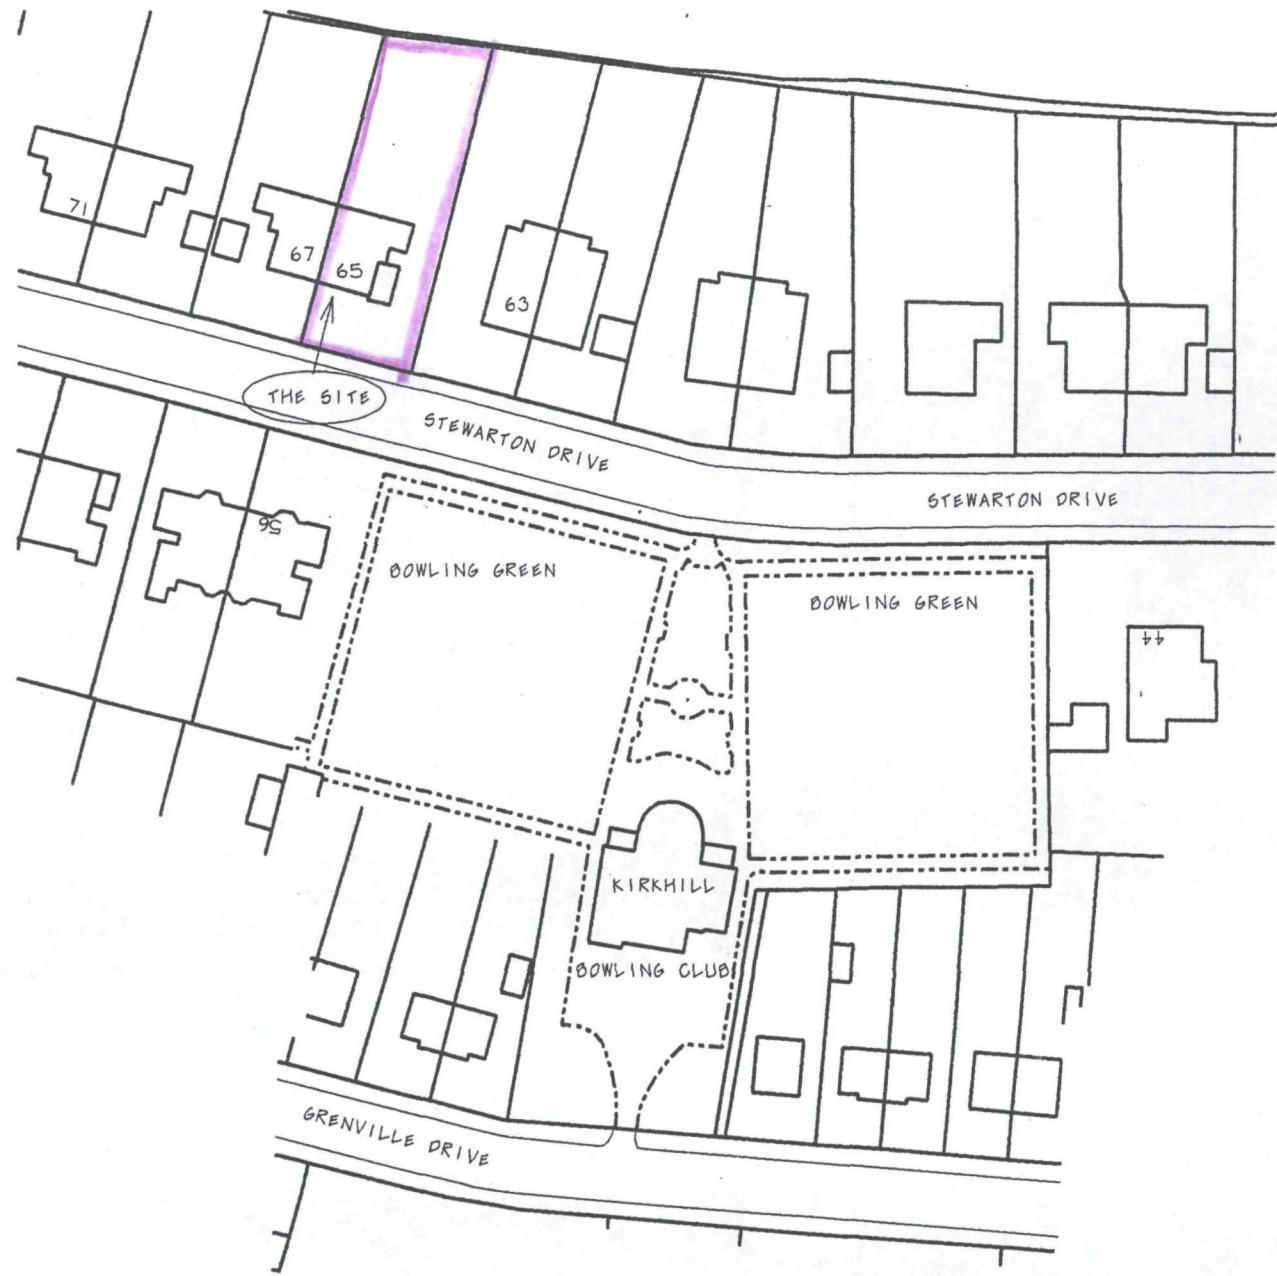 71
67
65
63
THE SITE
STEWARTON DRIVE
STEWARTON DRIVE
56
BOWLING GREEN
BOWLING GREEN
44
KIRKHILL
BOWLING CLUB
GRENVILLE DRIVE